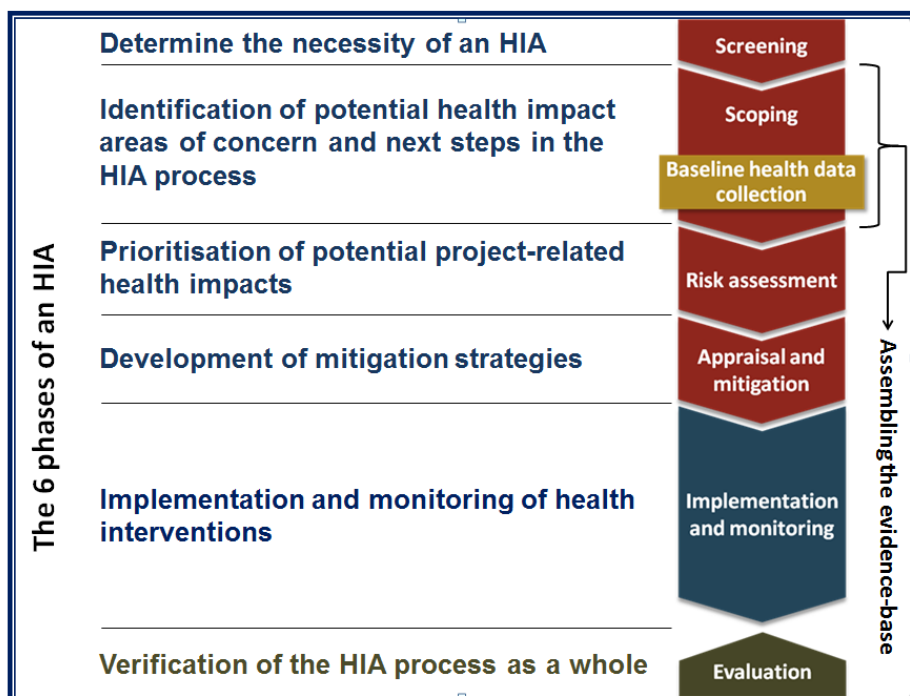 The 6 phases of an HIA
Determine the necessity of an HIA
Screening
Identification of potential health impact
areas of concern and next steps in the
HIA process
Scoping
Baseline health data
collection
Prioritisation of potential project-related
health impacts
Risk assessment
Development of mitigation strategies
Appraisal and
mitigation
Implementation and monitoring of health
interventions
Implementation
and monitoring
Verification of the HIA process as a whole
Evaluation
Assembling the evidence-base